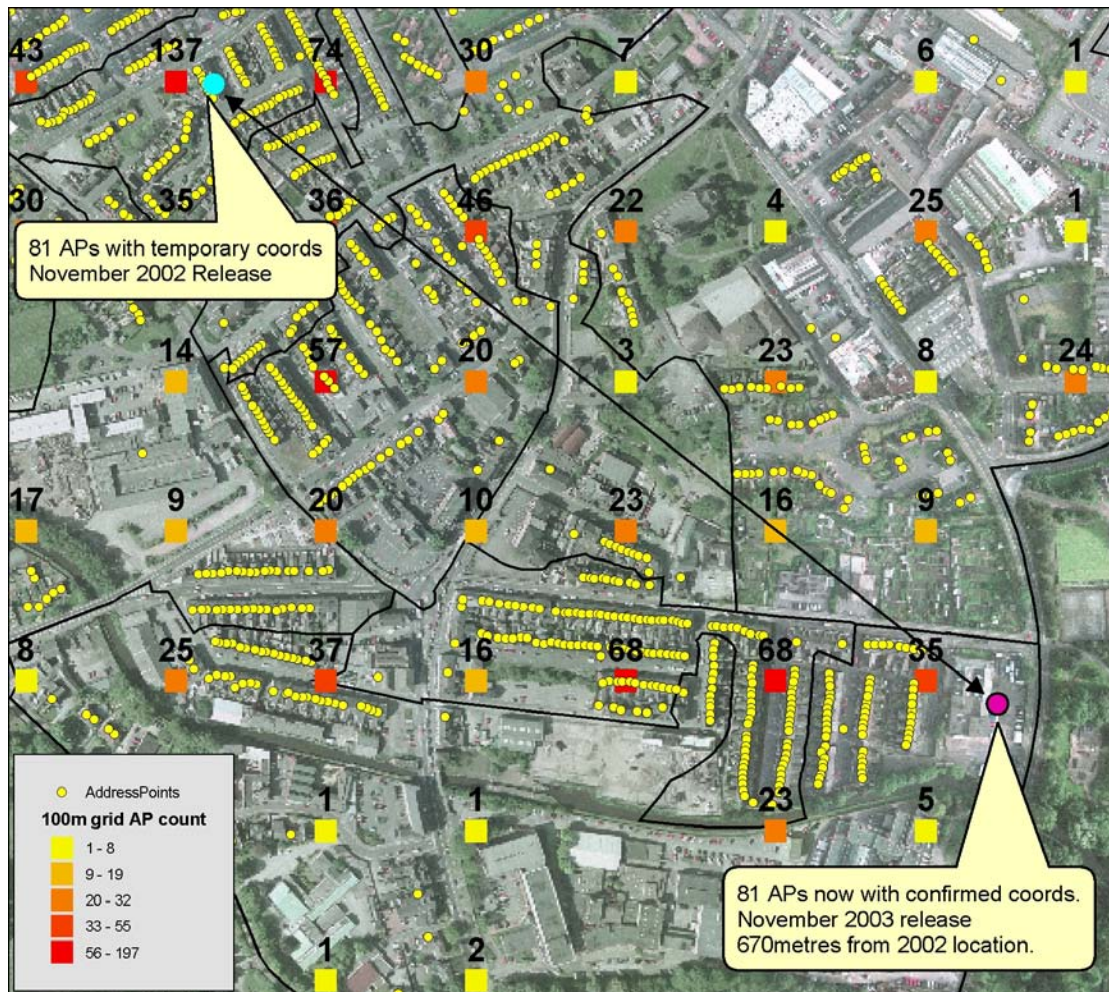 43 137 74 30 7 6 1
30 35 36 46 22 4 25 1
81 APs with temporary coords
November 2002 Release
14 57 20 3 23 8 24
17 9 20 10 23 16 9
8 25 37 16 68 68 35
1 1 23 5
1 2
AddressPoints
100m grid AP count
1 - 8
9 - 19
20 - 32
33 - 55
56 - 197
81 APs now with confirmed coords.
November 2003 release
670metres from 2002 location.